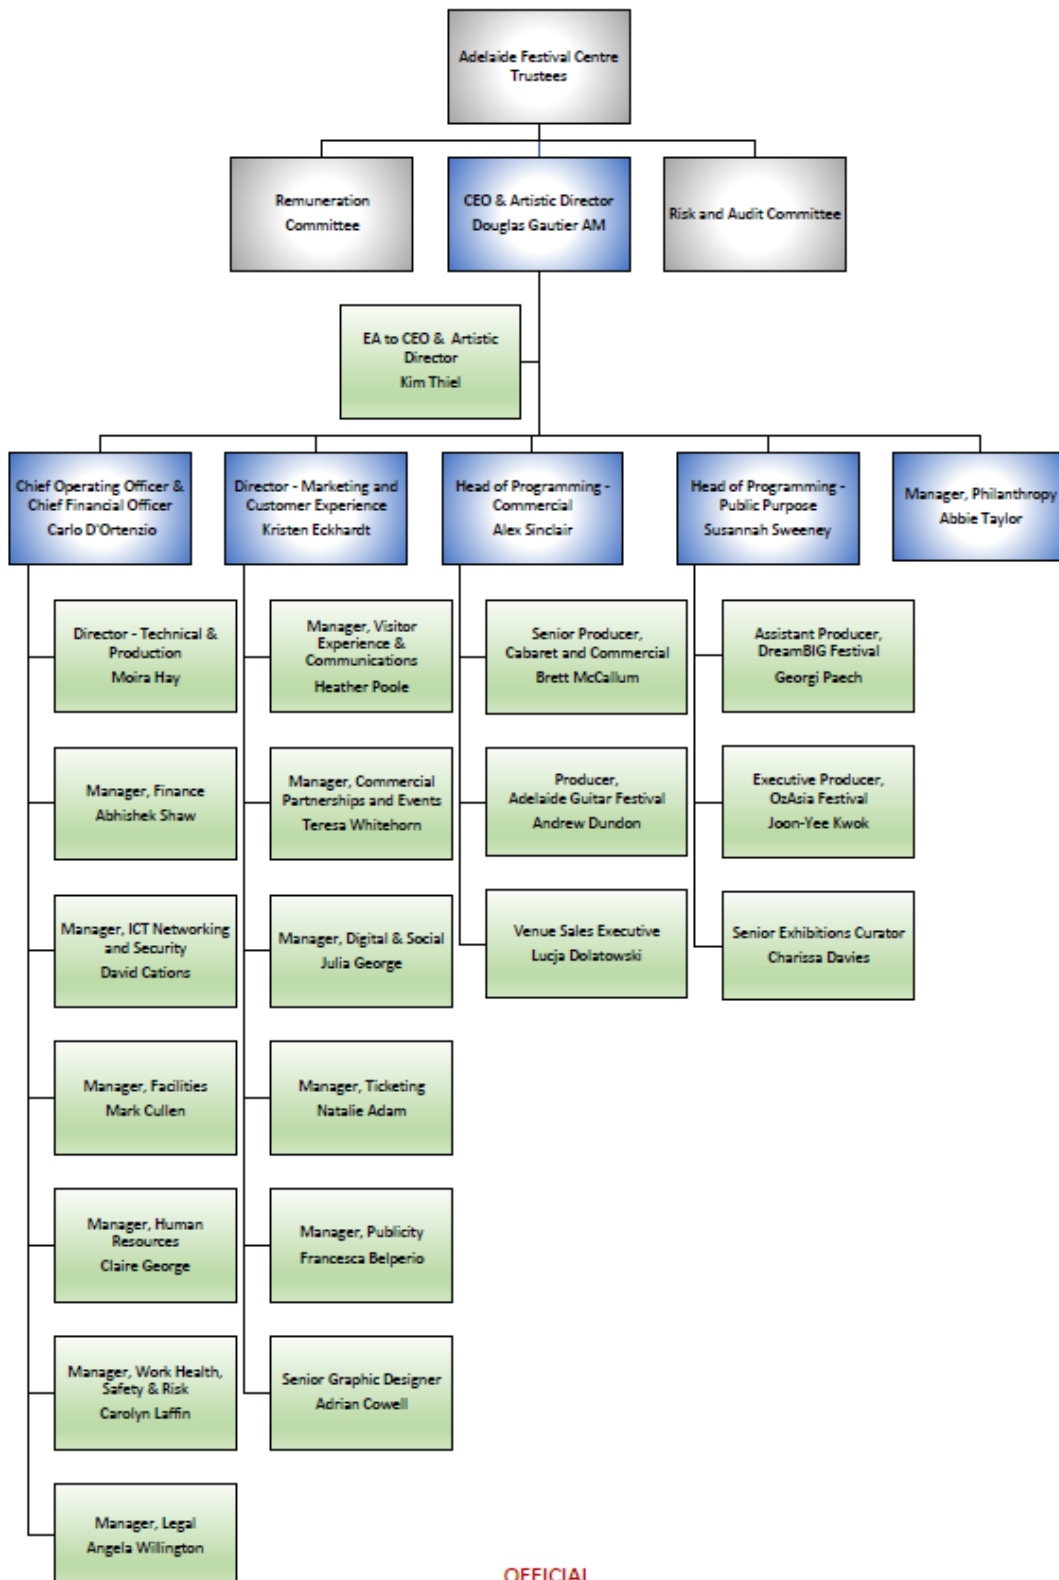 Adelaide Festival Centre
Trustees
Remuneration
Committee
CEO & Artistic Director
Douglas Gautier AM
Risk and Audit Committee
EA to CEO & Artistic
Director
Kim Thiel
Chief Operating Officer &
Chief Financial Officer
Carlo D'Ortenzio
Director - Marketing and
Customer Experience
Kristen Eckhardt
Head of Programming -
Commercial
Alex Sinclair
Head of Programming -
Public Purpose
Susannah Sweeney
Manager, Philanthropy
Abbie Taylor
Director - Technical &
Production
Moira Hay
Manager, Visitor
Experience &
Communications
Heather Poole
Senior Producer,
Cabaret and Commercial
Brett McCallum
Assistant Producer,
DreamBIG Festival
Georgi Paech
Manager, Finance
Abhishek Shaw
Manager, Commercial
Partnerships and Events
Teresa Whitehorn
Producer,
Adelaide Guitar Festival
Andrew Dundon
Executive Producer,
OzAsia Festival
Joon-Yee Kwok
Manager, ICT Networking
and Security
David Cations
Manager, Digital & Social
Julia George
Venue Sales Executive
Lucja Dolatowski
Senior Exhibitions Curator
Charissa Davies
Manager, Facilities
Mark Cullen
Manager, Ticketing
Natalie Adam
Manager, Human
Resources
Claire George
Manager, Publicity
Francesca Belperio
Manager, Work Health,
Safety & Risk
Carolyn Laffin
Senior Graphic Designer
Adrian Cowell
Manager, Legal
Angela Willington
OFFICIAL